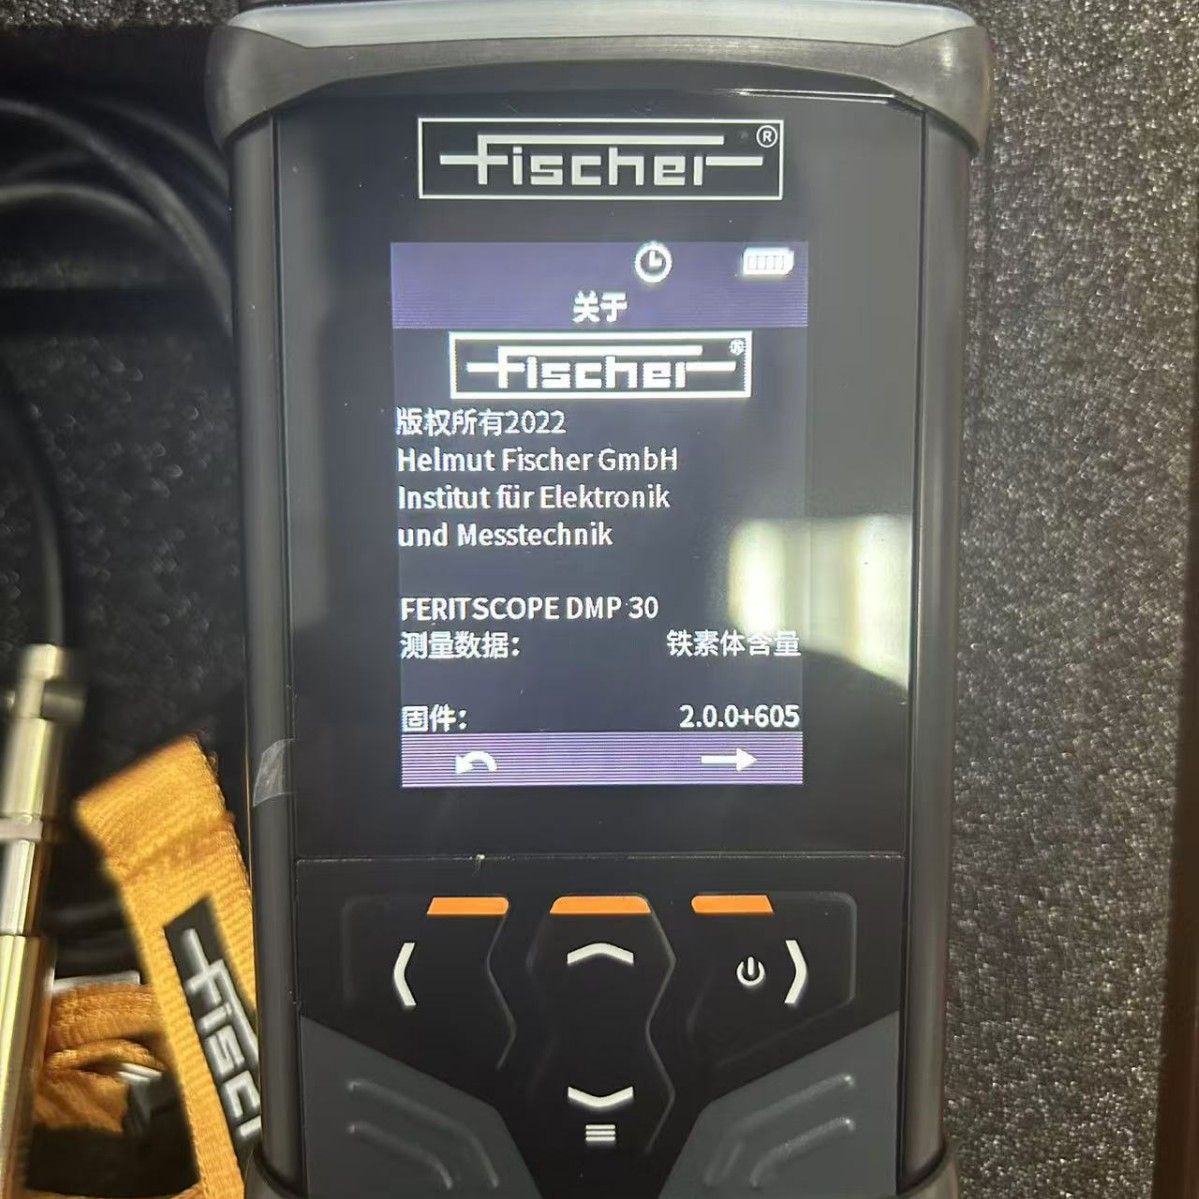 Fischer®
关于
Fischer®
版权所有2022
Helmut Fischer GmbH
Institut für Elektronik
und Messtechnik
FERITSCOPE DMP 30
测量数据： 铁素体含量
固件： 2.0.0+605
Fischer